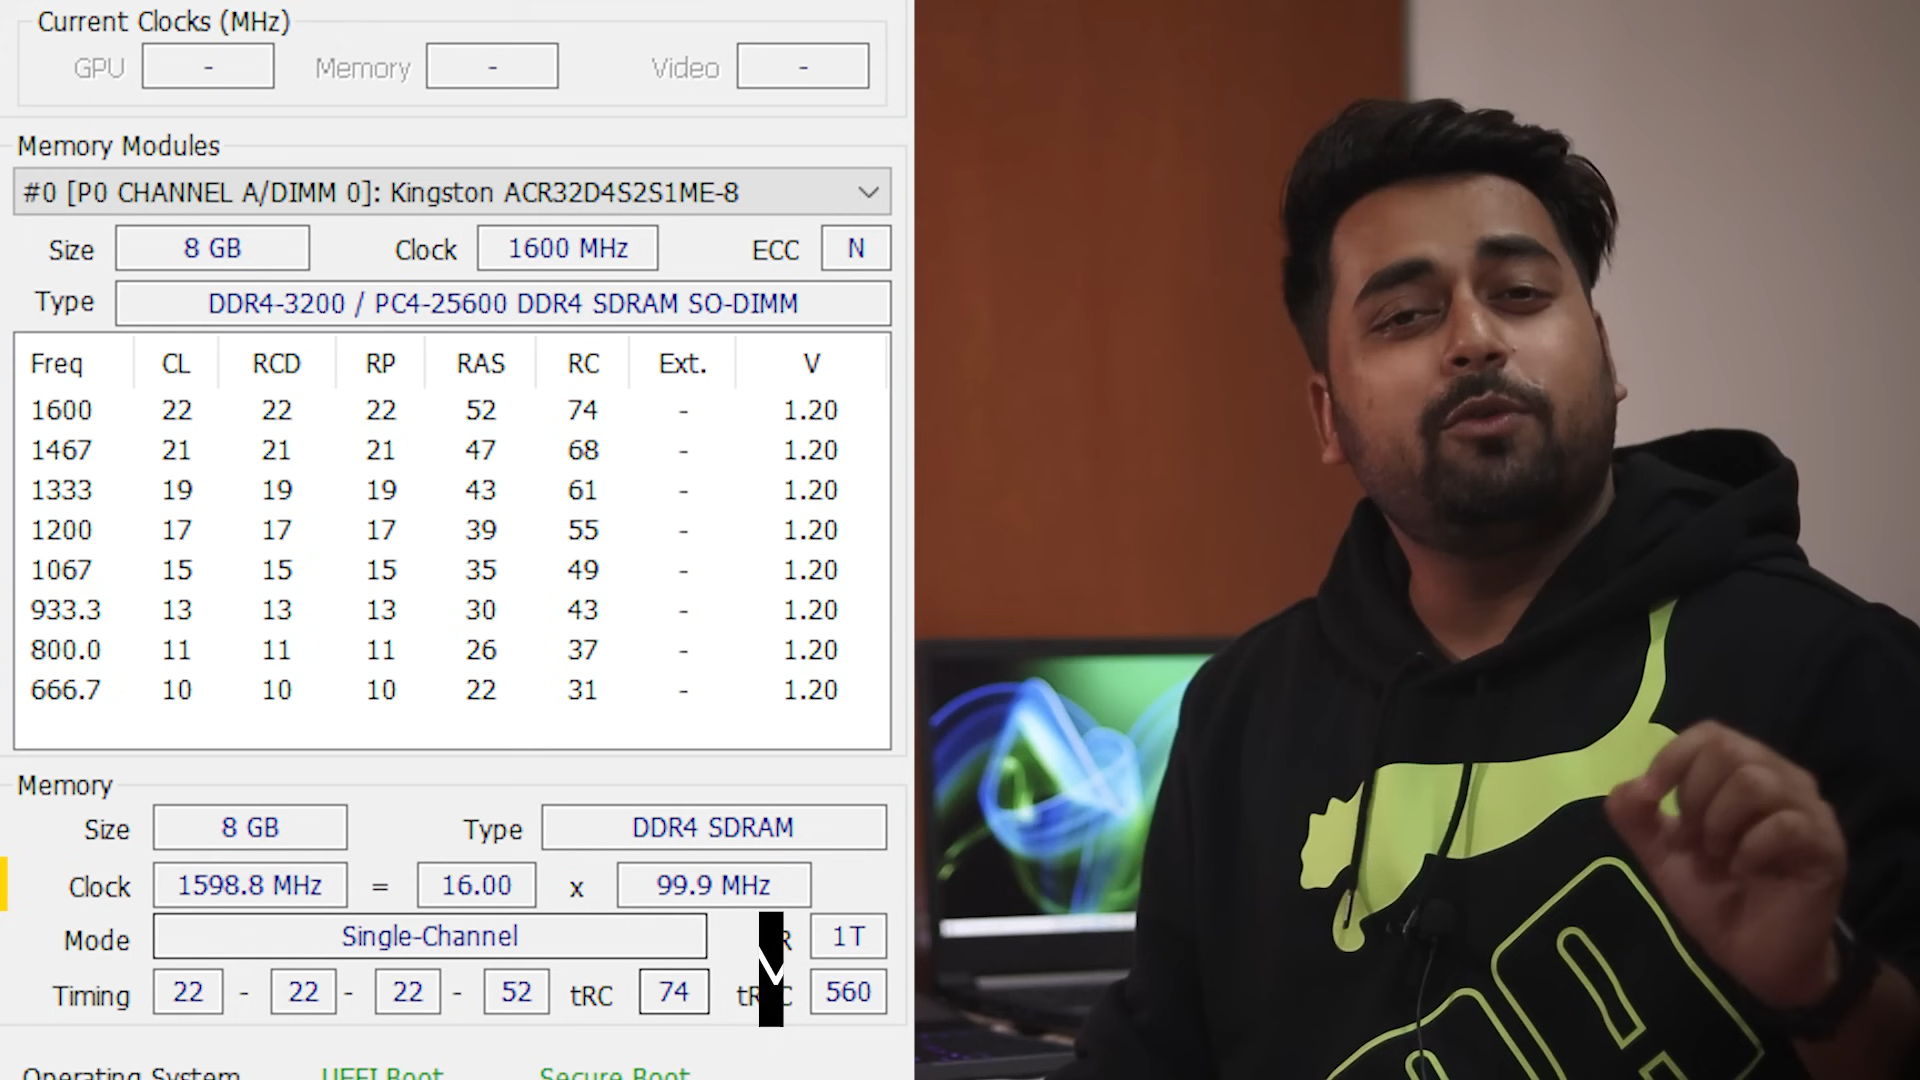 Current Clocks (MHz)
GPU - Memory - Video -
Memory Modules
#0 [P0 CHANNEL A/DIMM 0]: Kingston ACR32D4S2S1ME-8
Size 8 GB Clock 1600 MHz ECC N
Type DDR4-3200 / PC4-25600 DDR4 SDRAM SO-DIMM
Freq CL RCD RP RAS RC Ext. V
1600 22 22 22 52 74 - 1.20
1467 21 21 21 47 68 - 1.20
1333 19 19 19 43 61 - 1.20
1200 17 17 17 39 55 - 1.20
1067 15 15 15 35 49 - 1.20
933.3 13 13 13 30 43 - 1.20
800.0 11 11 11 26 37 - 1.20
666.7 10 10 10 22 31 - 1.20
Memory
Size 8 GB Type DDR4 SDRAM
Clock 1598.8 MHz = 16.00 x 99.9 MHz
Mode Single-Channel 1T
Timing 22 - 22 - 22 - 52 tRC 74 560
Operating System UEFI Boot Secure Boot